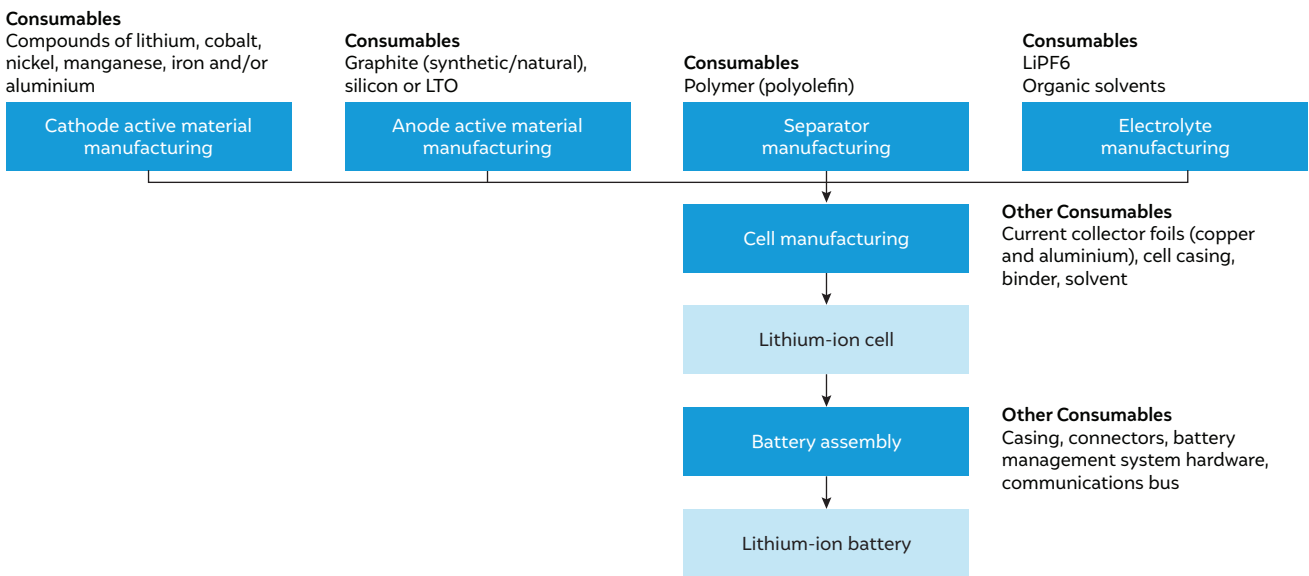 Consumables
Compounds of lithium, cobalt,
nickel, manganese, iron and/or
aluminium
Cathode active material
manufacturing
Consumables
Graphite (synthetic/natural),
silicon or LTO
Anode active material
manufacturing
Consumables
Polymer (polyolefin)
Separator
manufacturing
Consumables
LiPF6
Organic solvents
Electrolyte
manufacturing
Cell manufacturing
Other Consumables
Current collector foils (copper
and aluminium), cell casing,
binder, solvent
Lithium-ion cell
Battery assembly
Other Consumables
Casing, connectors, battery
management system hardware,
communications bus
Lithium-ion battery